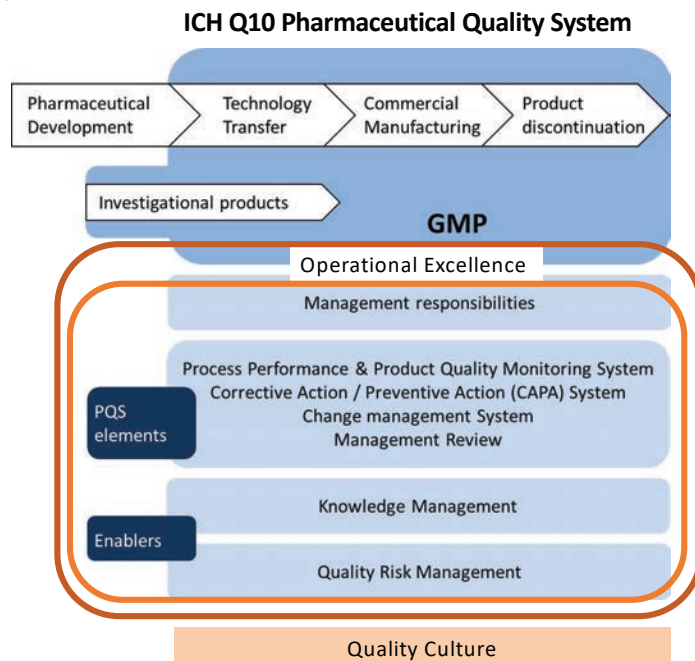 ICH Q10 Pharmaceutical Quality System
Pharmaceutical
Development
Technology
Transfer
Commercial
Manufacturing
Product
discontinuation
Investigational products
GMP
Operational Excellence
Management responsibilities
PQS
elements
Process Performance & Product Quality Monitoring System
Corrective Action / Preventive Action (CAPA) System
Change management System
Management Review
Enablers
Knowledge Management
Quality Risk Management
Quality Culture